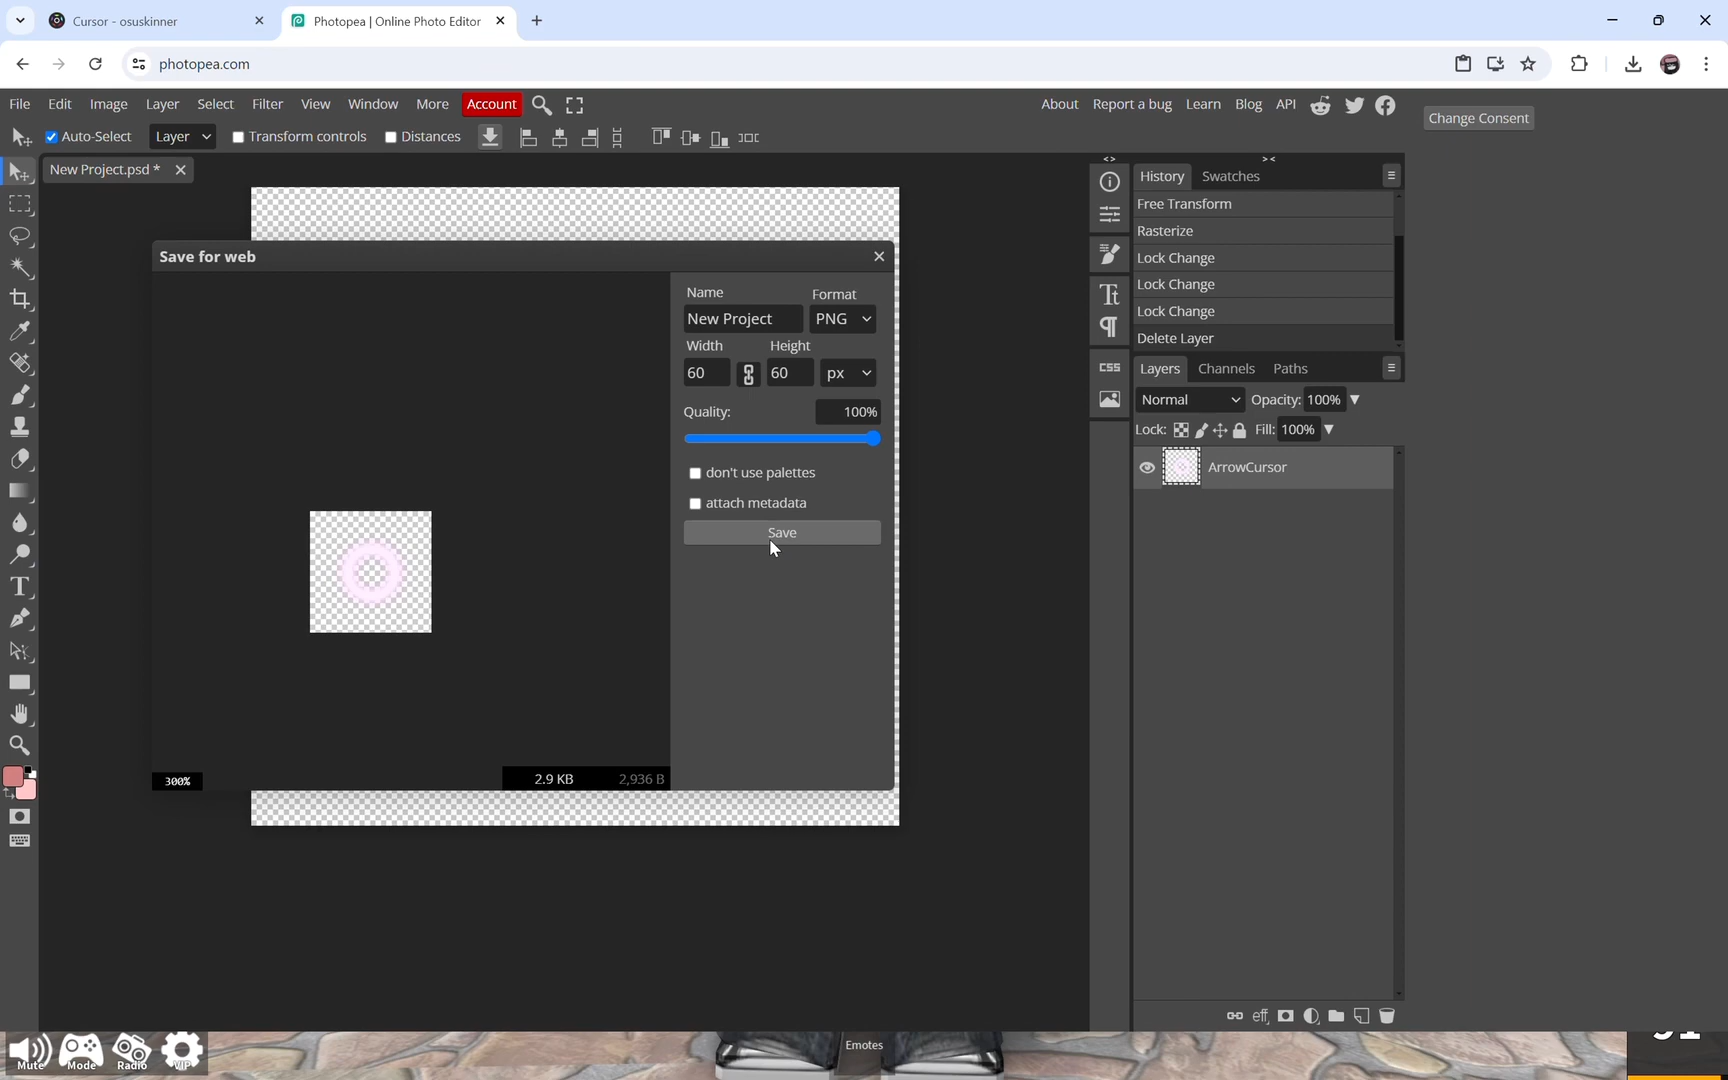 Cursor - osuskinner
Photopea | Online Photo Editor
photopea.com
File Edit Image Layer Select Filter View Window More Account
About Report a bug Learn Blog API
Change Consent
Auto-Select Layer Transform controls Distances
New Project.psd *
Save for web
Name Format
New Project PNG
Width Height
60 60 px
Quality: 100%
don't use palettes
attach metadata
Save
300%
2.9 KB 2,936 B
History Swatches
Free Transform
Rasterize
Lock Change
Lock Change
Lock Change
Delete Layer
CSS
Layers Channels Paths
Normal Opacity: 100%
Lock: Fill: 100%
ArrowCursor
eff
Mute Mode Radio VIP
Emotes